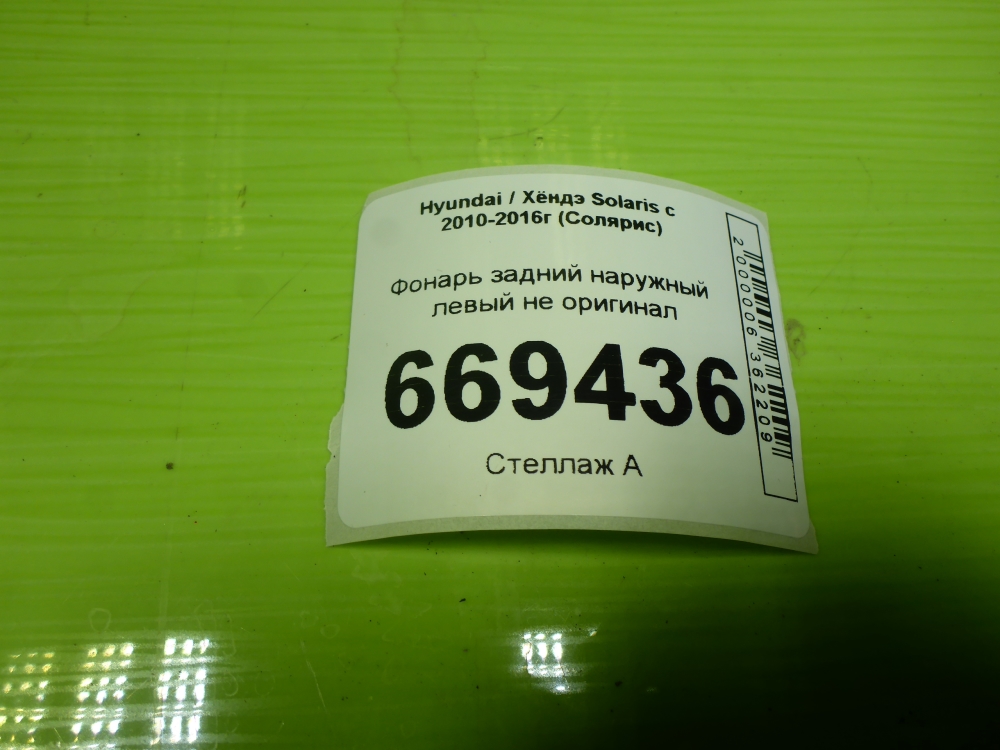 Hyundai / Хёндэ Solaris с
2010-2016г (Солярис)
Фонарь задний наружный
левый не оригинал
669436
Стеллаж А
2000006362209